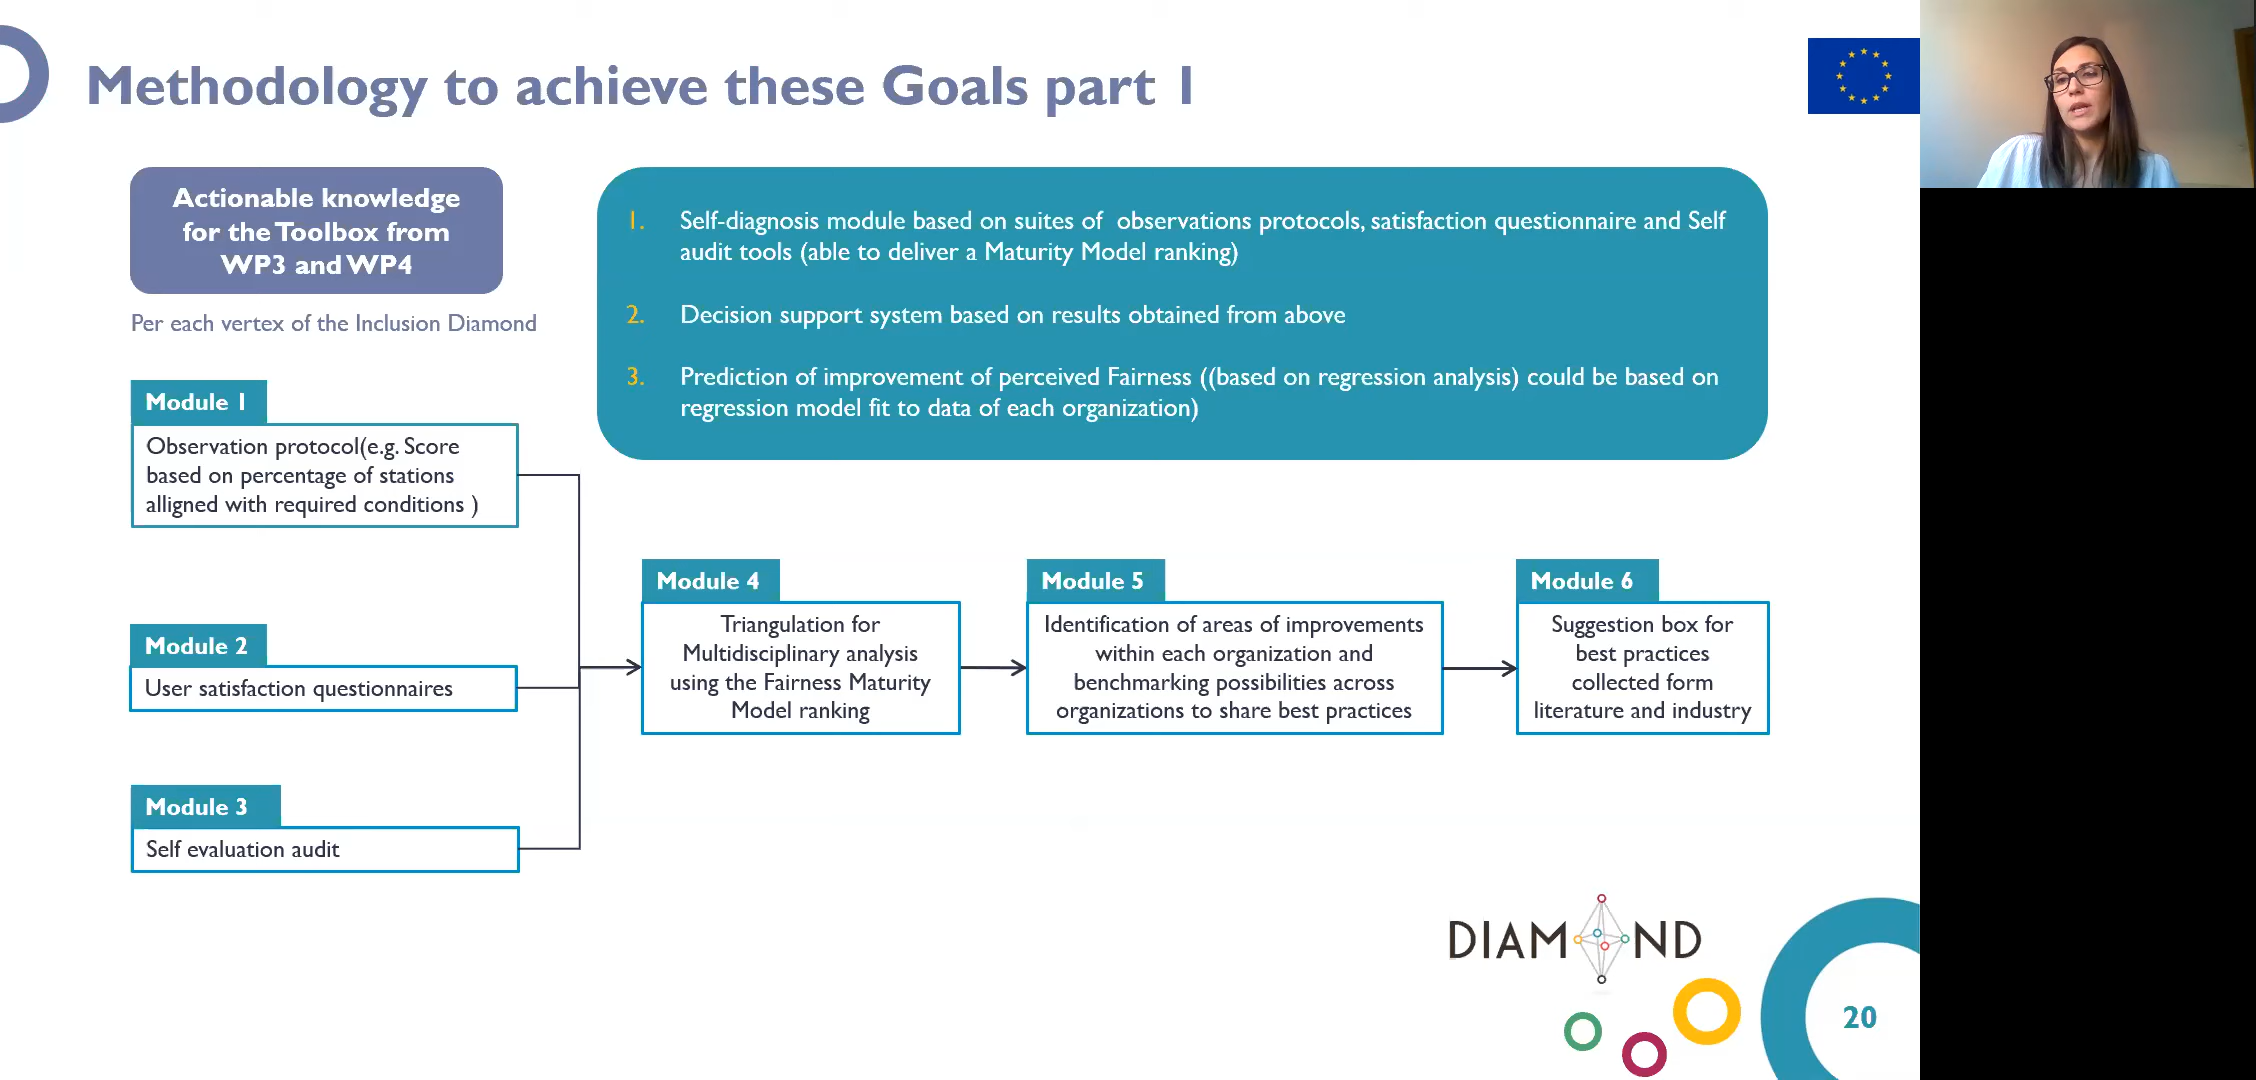 Methodology to achieve these Goals part 1
Actionable knowledge
for the Toolbox from
WP3 and WP4
Per each vertex of the Inclusion Diamond
1. Self-diagnosis module based on suites of observations protocols, satisfaction questionnaire and Self
audit tools (able to deliver a Maturity Model ranking)
2. Decision support system based on results obtained from above
3. Prediction of improvement of perceived Fairness ((based on regression analysis) could be based on
regression model fit to data of each organization)
Module 1
Observation protocol(e.g. Score
based on percentage of stations
alligned with required conditions )
Module 2
User satisfaction questionnaires
Module 3
Self evaluation audit
Module 4
Triangulation for
Multidisciplinary analysis
using the Fairness Maturity
Model ranking
Module 5
Identification of areas of improvements
within each organization and
benchmarking possibilities across
organizations to share best practices
Module 6
Suggestion box for
best practices
collected form
literature and industry
DIAMOND
20